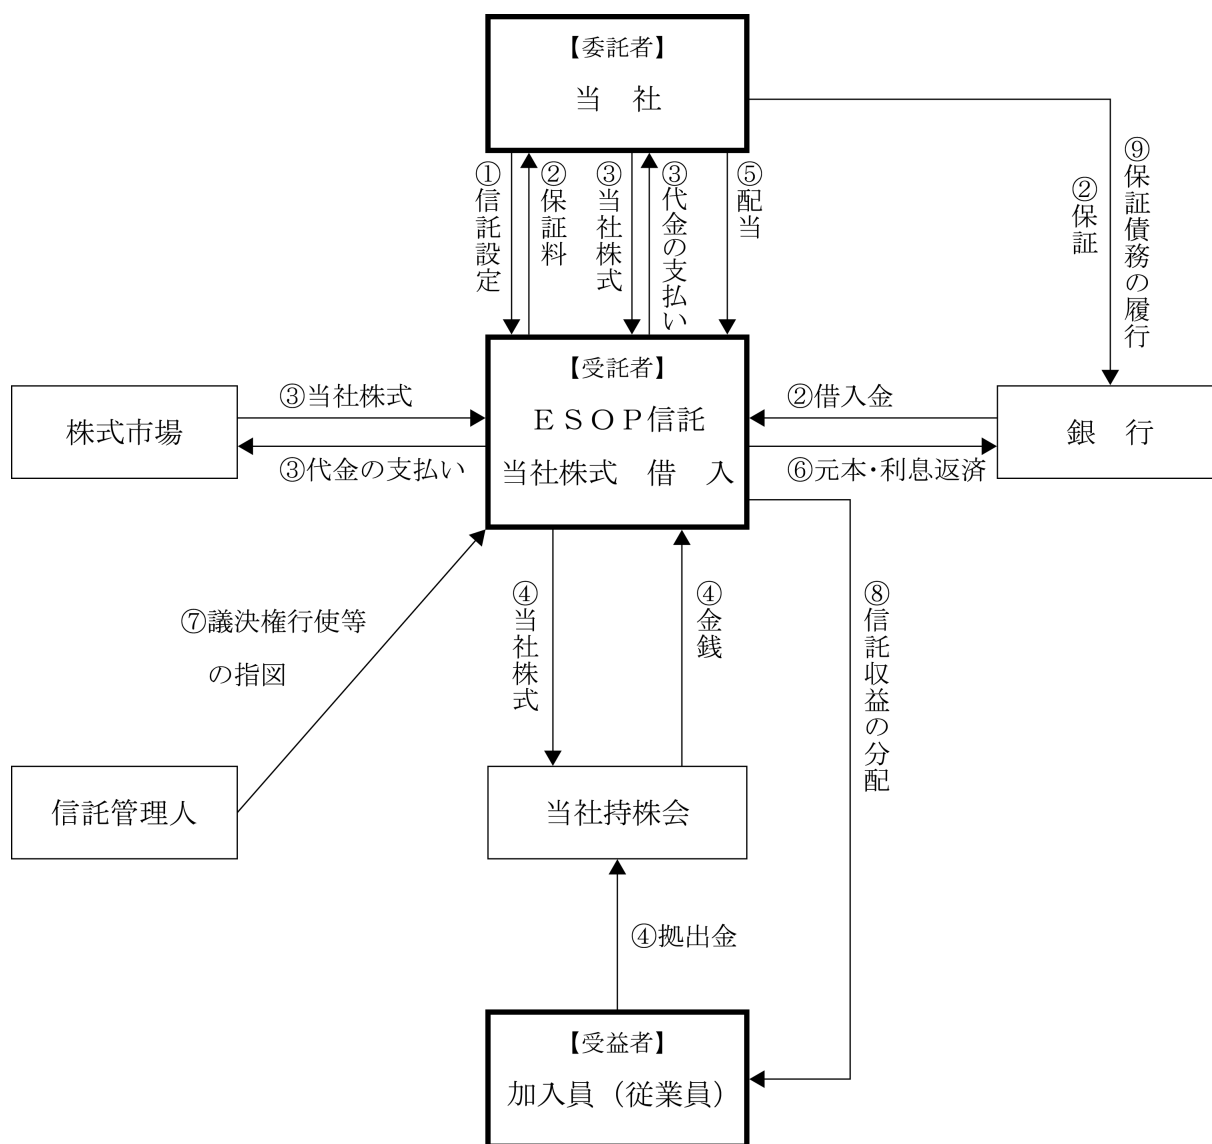 【委託者】
当　社
①信託設定
②保証料
③当社株式
③代金の支払い
⑤配当
②保証
⑨保証債務の履行
【受託者】
ＥＳＯＰ信託
当社株式　借　入
株式市場
③当社株式
③代金の支払い
②借入金
⑥元本・利息返済
銀　行
⑦議決権行使等
の指図
④当社株式
④金銭
⑧信託収益の分配
信託管理人
当社持株会
④拠出金
【受益者】
加入員（従業員）